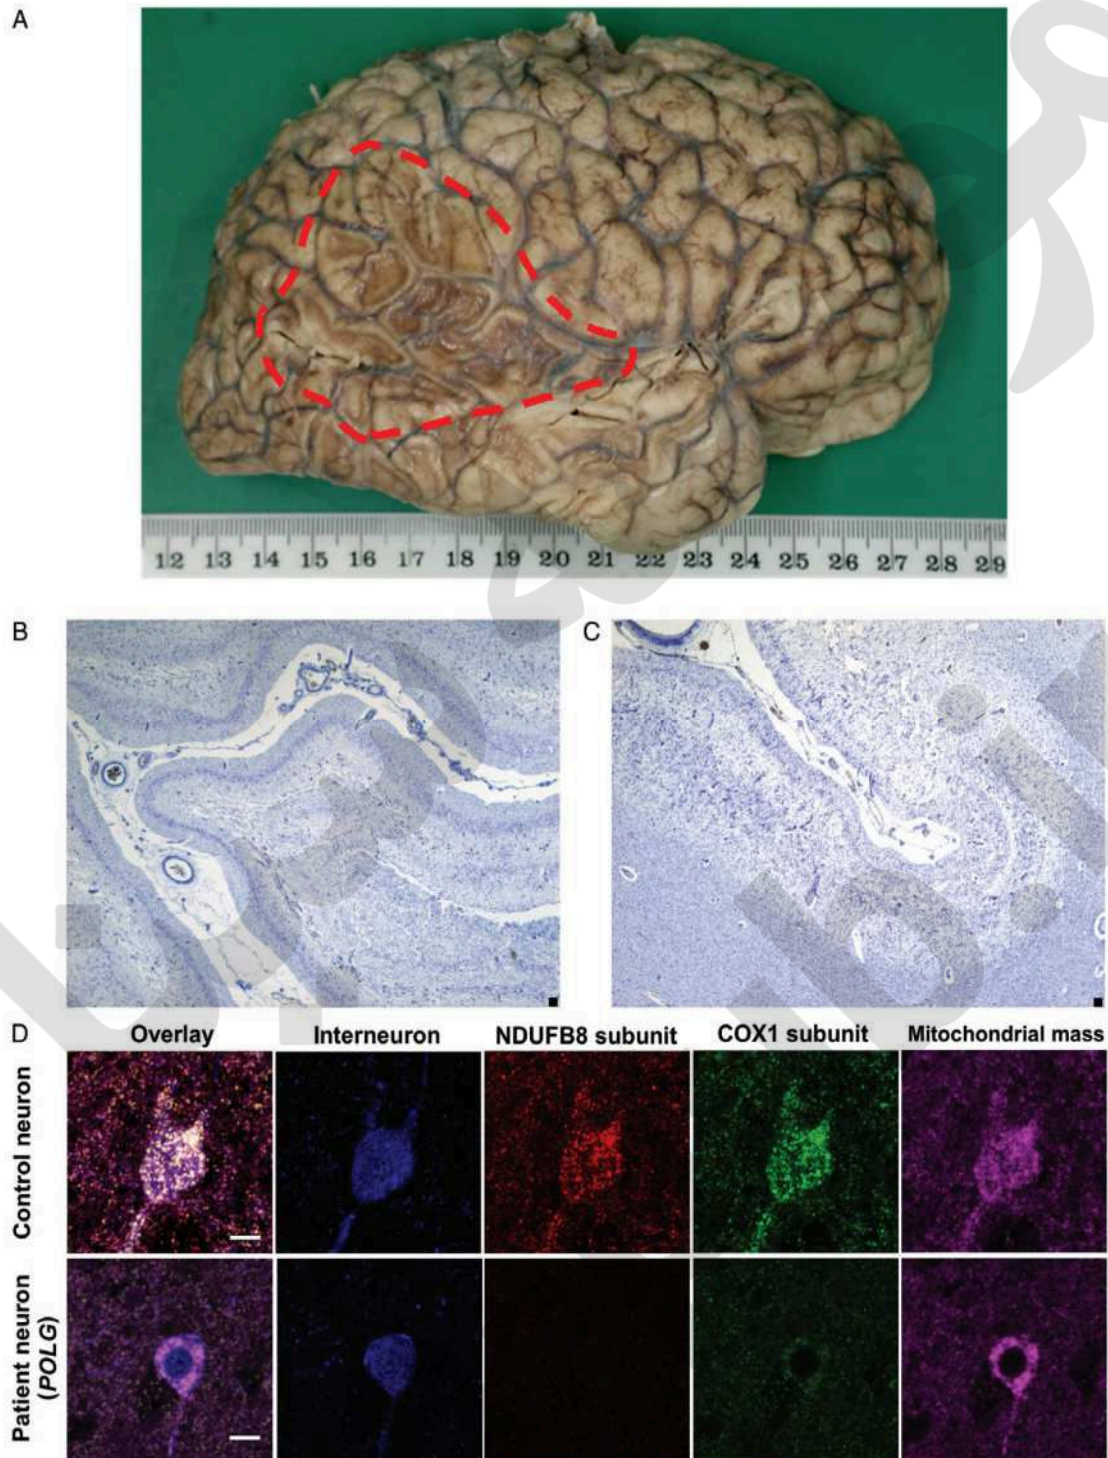 A
12 13 14 15 16 17 18 19 20 21 22 23 24 25 26 27 28 29
B
C
D
Overlay
Interneuron
NDUFB8 subunit
COX1 subunit
Mitochondrial mass
Control neuron
Patient neuron
(POLG)